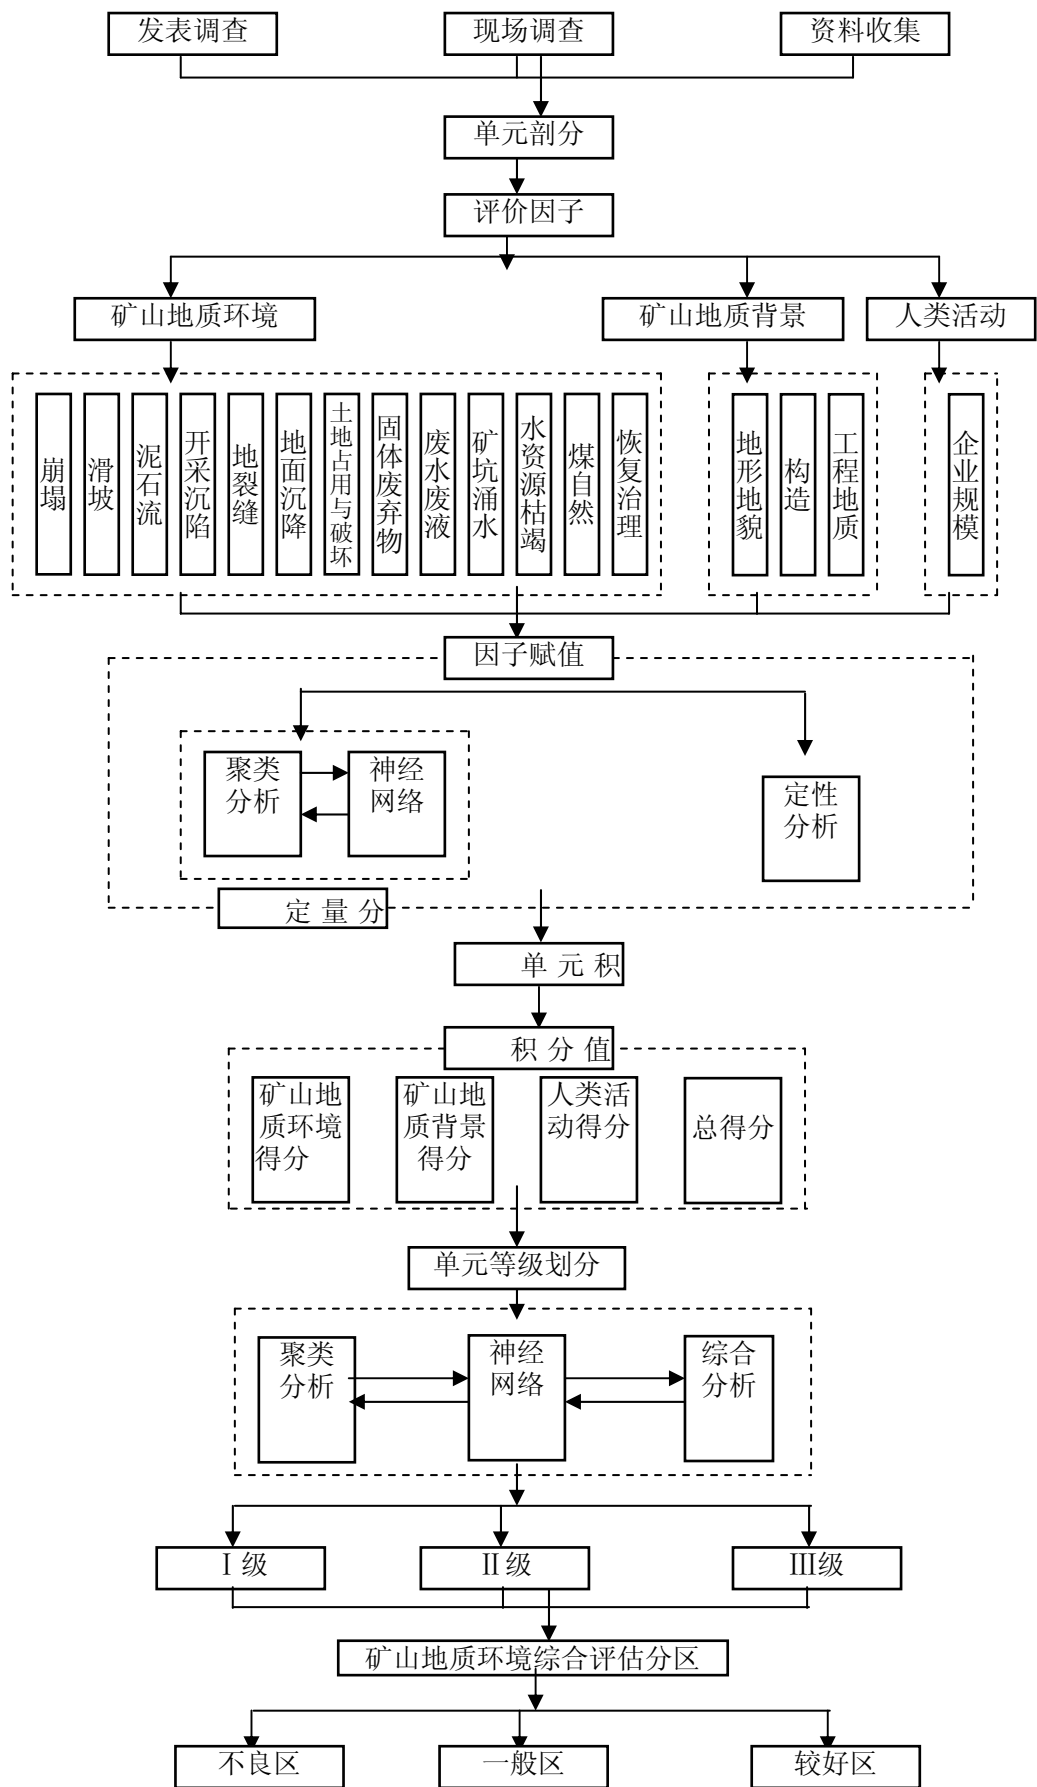 发表调查
现场调查
资料收集
单元剖分
评价因子
矿山地质环境
矿山地质背景
人类活动
崩塌
滑坡
泥石流
开采沉陷
地裂缝
地面沉降
土地占用与破坏
固体废弃物
废水废液
矿坑涌水
水资源枯竭
煤自然
恢复治理
地形地貌
构造
工程地质
企业规模
因子赋值
聚类
分析
神经
网络
定性
分析
定量分
单元积
积分值
矿山地
质环境
得分
矿山地
质背景
得分
人类活
动得分
总得分
单元等级划分
聚类
分析
神经
网络
综合
分析
Ⅰ级
Ⅱ级
Ⅲ级
矿山地质环境综合评估分区
不良区
一般区
较好区